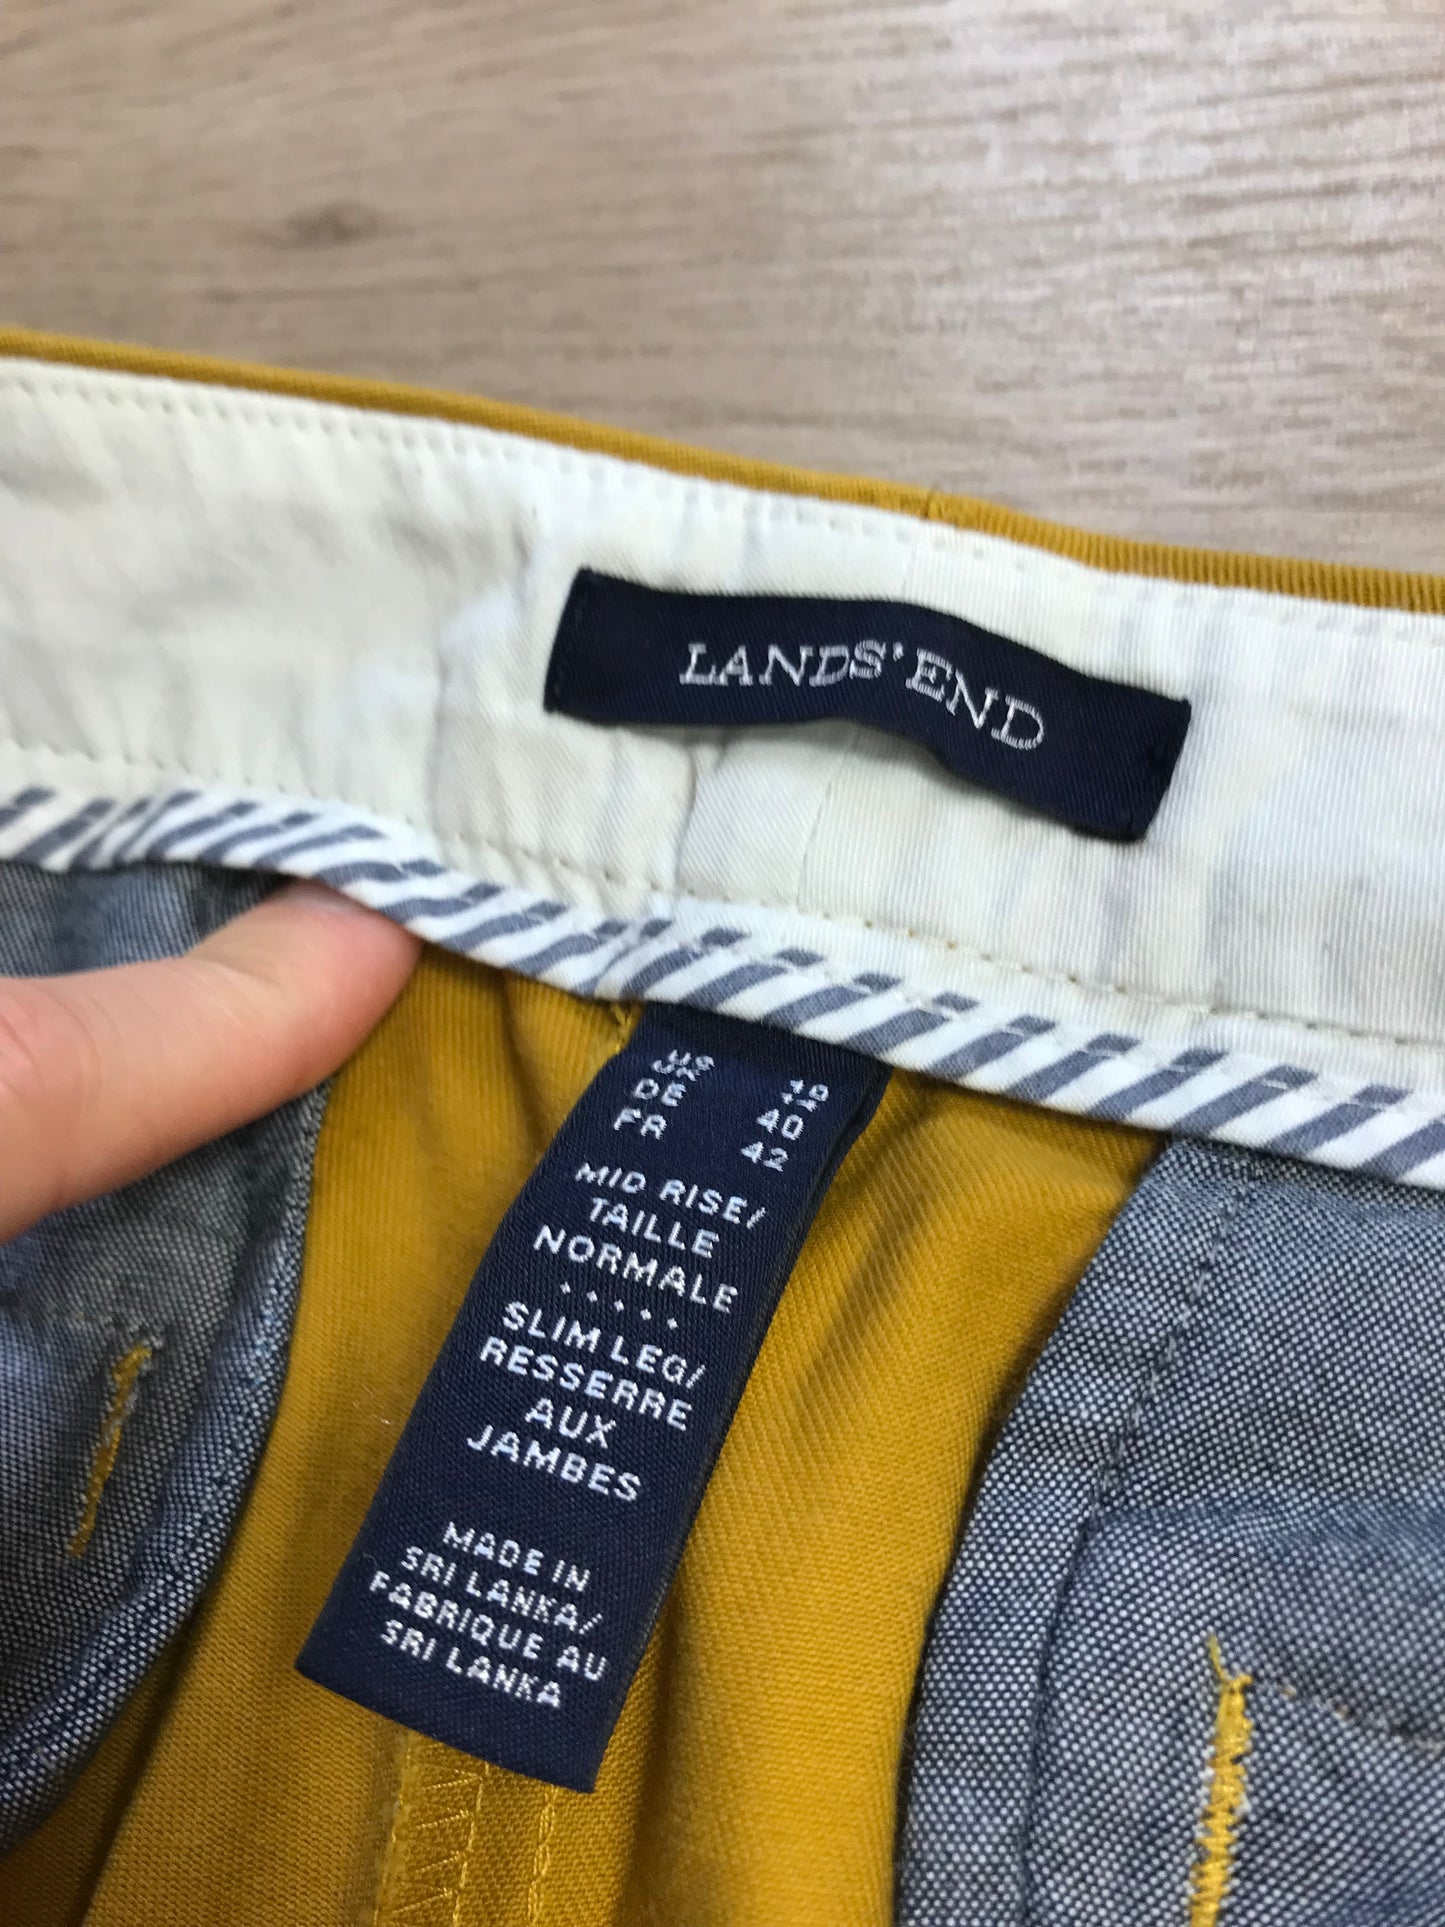 LANDS' END
US 10
UK
DE 40
FR 42
MID RISE/
TAILLE
NORMALE
SLIM LEG/
RESSERRE
AUX
JAMBES
MADE IN
SRI LANKA/
FABRIQUE AU
SRI LANKA